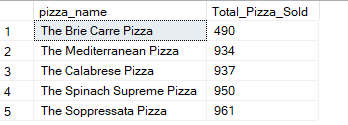 pizza_name Total_Pizza_Sold
1 The Brie Carre Pizza 490
2 The Mediterranean Pizza 934
3 The Calabrese Pizza 937
4 The Spinach Supreme Pizza 950
5 The Soppressata Pizza 961